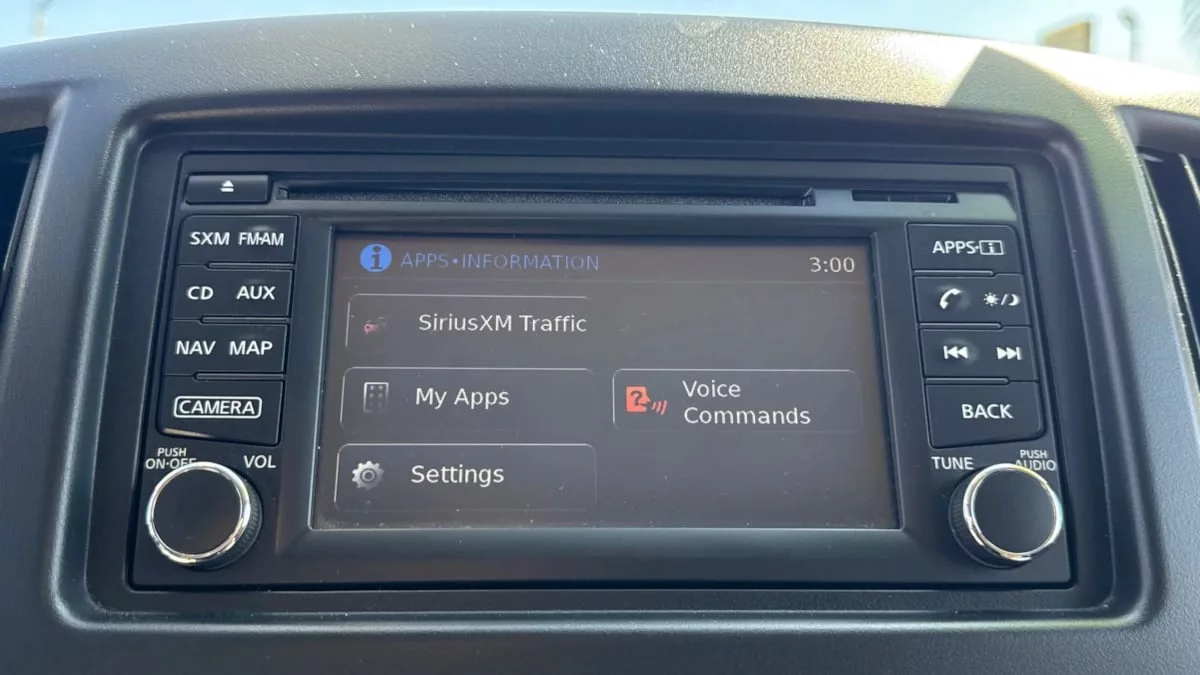 SXM FM·AM
CD AUX
NAV MAP
CAMERA
PUSH
ON·OFF
VOL
i APPS•INFORMATION
3:00
SiriusXM Traffic
My Apps
Voice
Commands
Settings
APPS·i
BACK
TUNE
PUSH
AUDIO